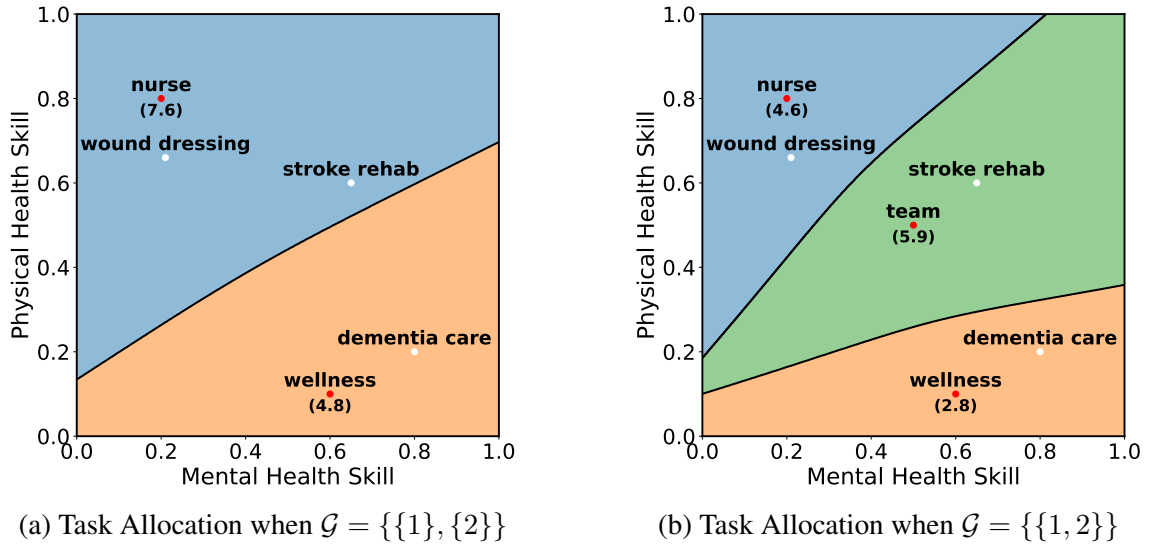 1.0
0.8
0.6
0.4
0.2
0.0
Physical Health Skill
nurse
(7.6)
wound dressing
stroke rehab
dementia care
wellness
(4.8)
0.0 0.2 0.4 0.6 0.8 1.0
Mental Health Skill
(a) Task Allocation when 𝒢 = {{1}, {2}}
1.0
0.8
0.6
0.4
0.2
0.0
Physical Health Skill
nurse
(4.6)
wound dressing
stroke rehab
team
(5.9)
dementia care
wellness
(2.8)
0.0 0.2 0.4 0.6 0.8 1.0
Mental Health Skill
(b) Task Allocation when 𝒢 = {{1, 2}}